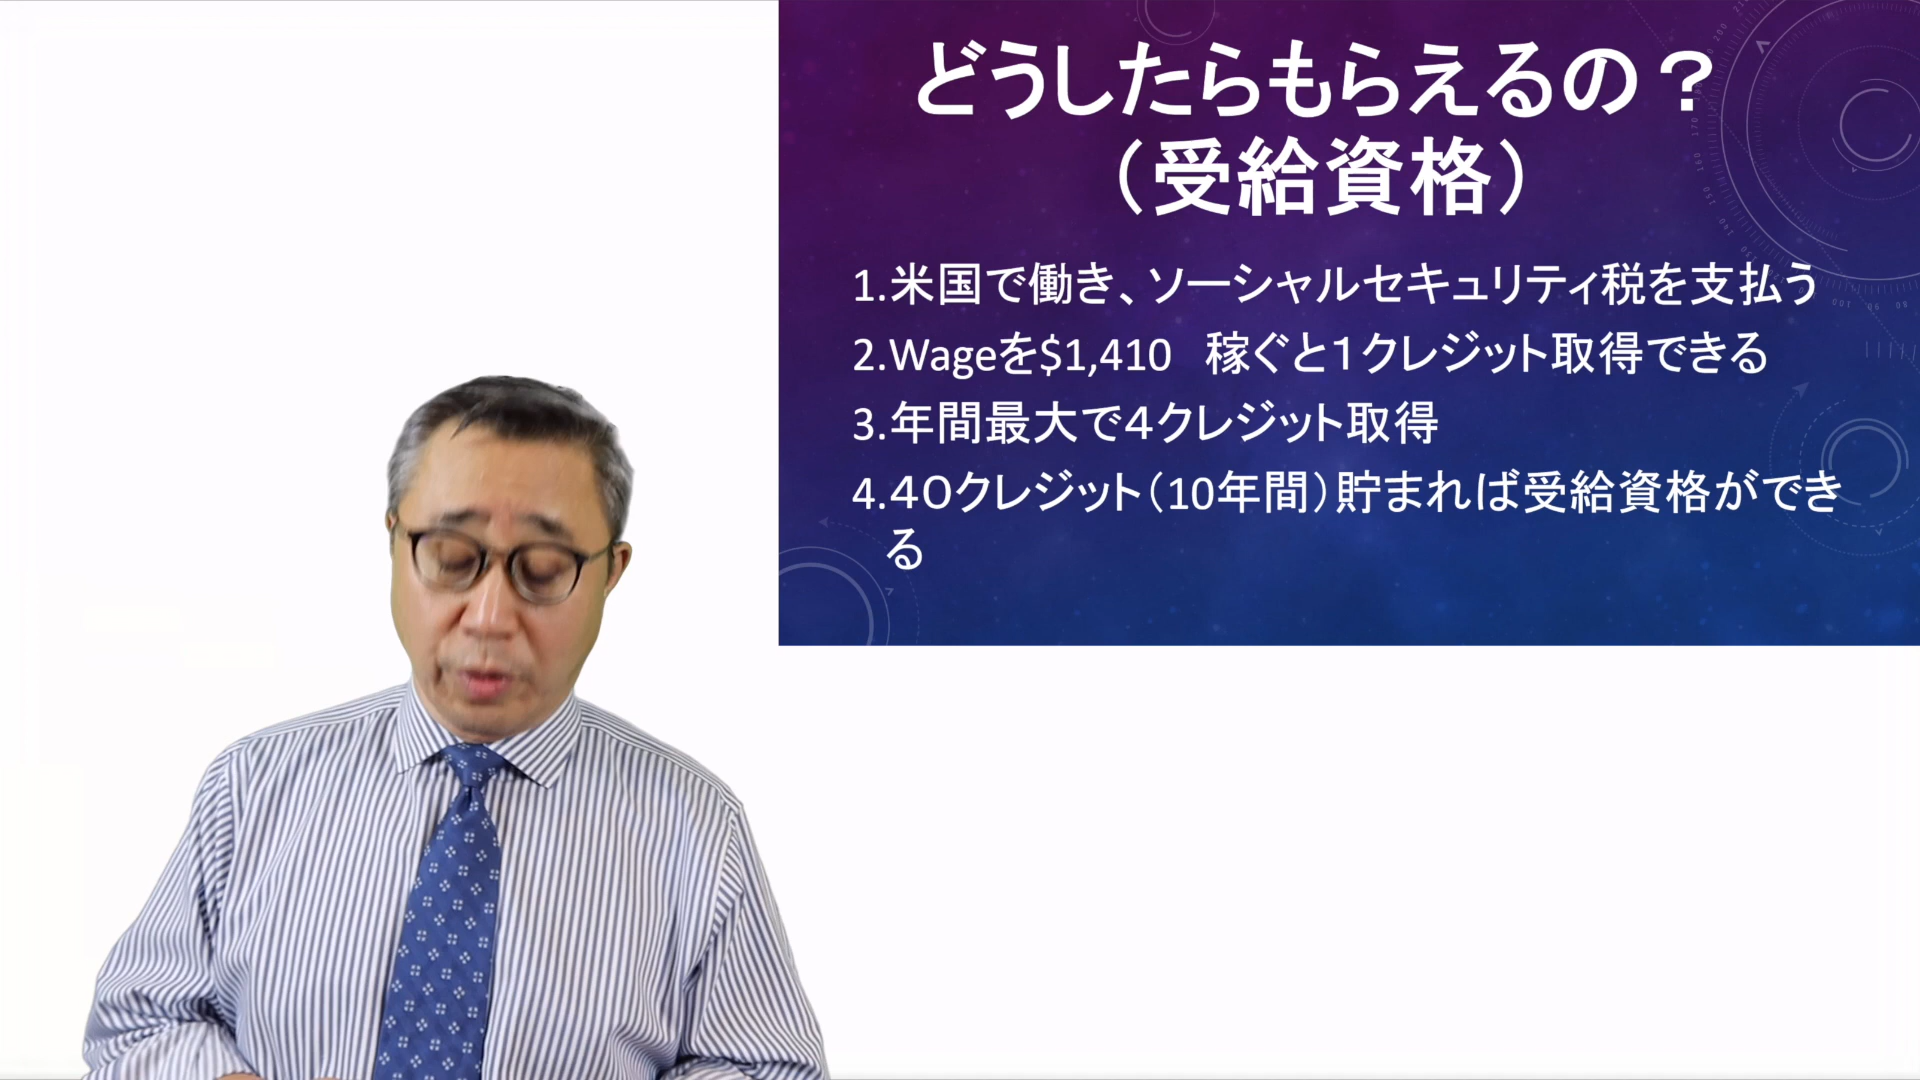 どうしたらもらえるの？
（受給資格）
1.米国で働き、ソーシャルセキュリティ税を支払う
2.Wageを$1,410　稼ぐと１クレジット取得できる
3.年間最大で４クレジット取得
4.４０クレジット（10年間）貯まれば受給資格ができ
る